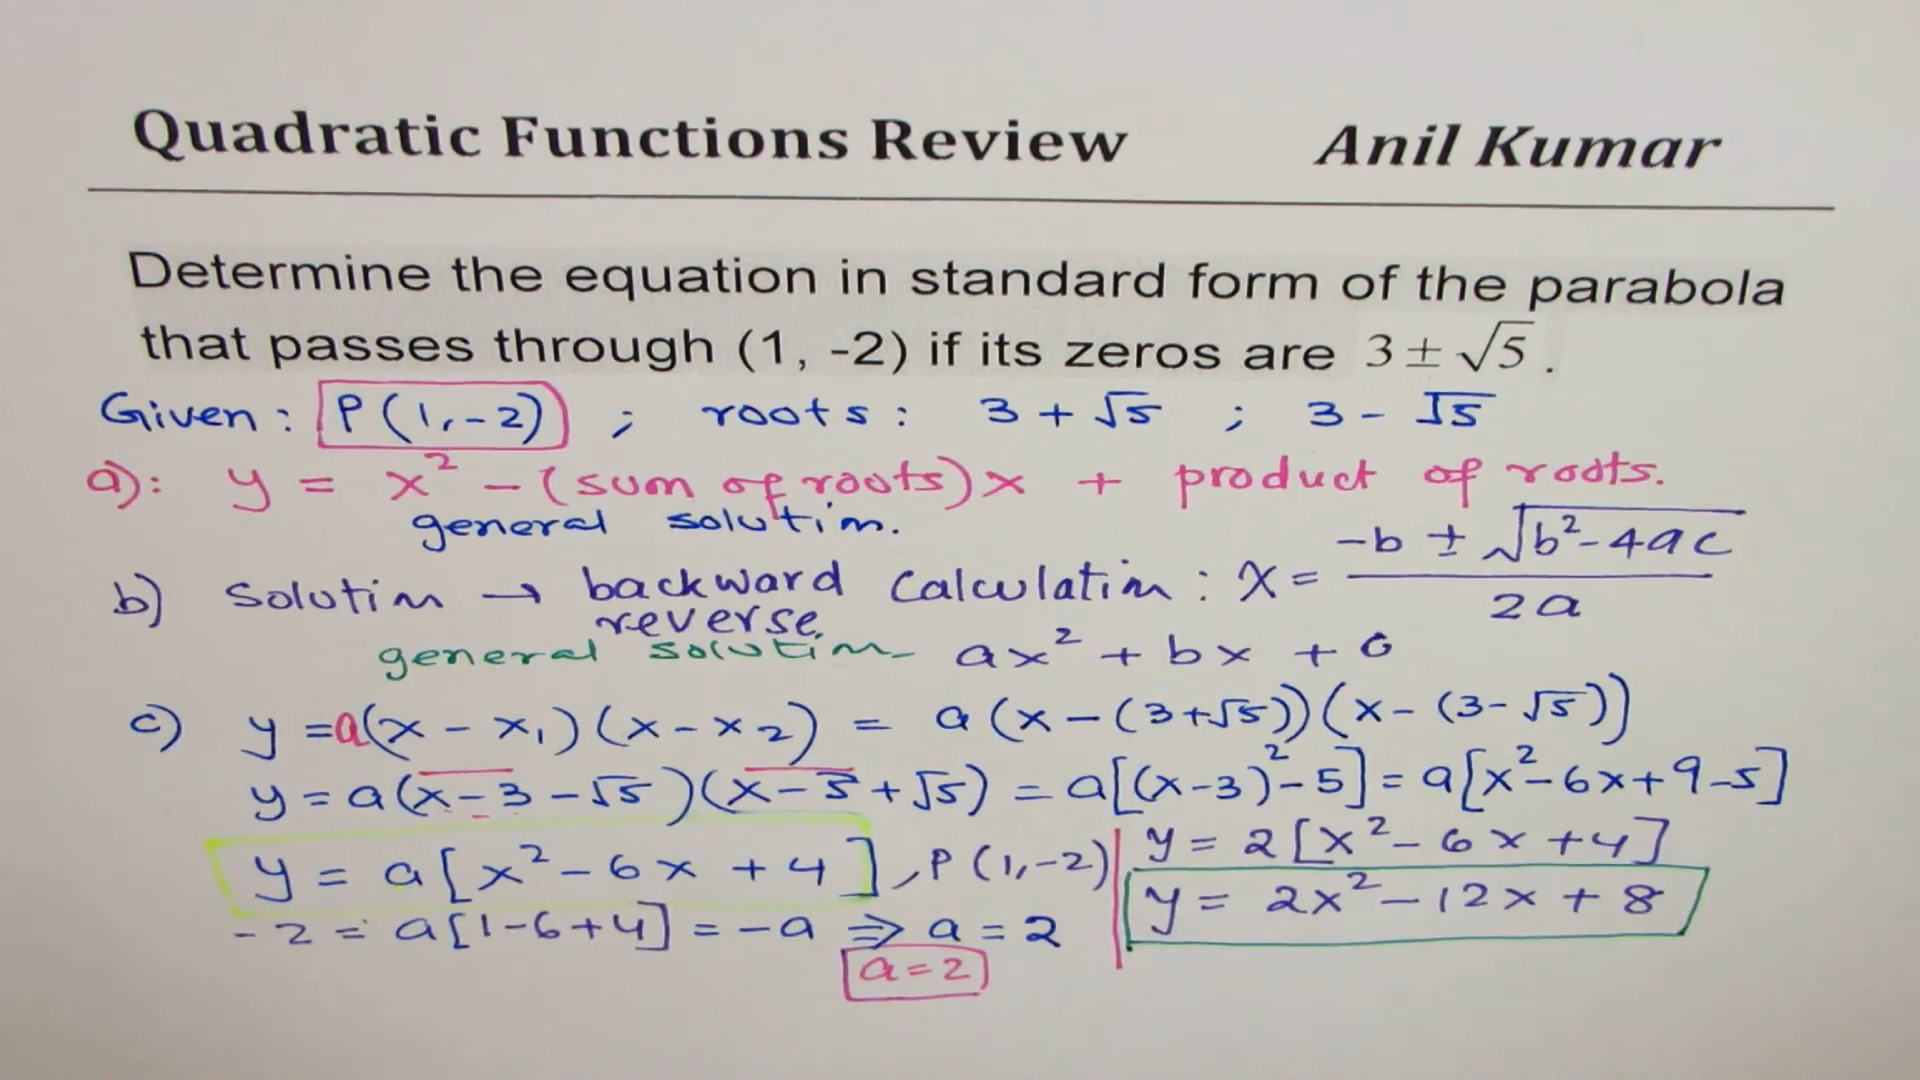 Quadratic Functions Review Anil Kumar
Determine the equation in standard form of the parabola
that passes through (1, -2) if its zeros are 3 ± √5 .
Given : P(1,-2) ; roots : 3 + √5 ; 3 - √5
a): y = x² - (sum of roots)x + product of roots.
general solutim.
b) Solutim → backward Calculatim : x = (-b ± √(b²-4ac))/2a
reverse.
general solutim- ax² + bx + c
c) y = a(x - x₁)(x - x₂) = a(x - (3+√5))(x - (3-√5))
y = a(x-3-√5)(x-3+√5) = a[(x-3)²-5] = a[x²-6x+9-5]
y = a[x²-6x+4], P(1,-2)
-2 = a[1-6+4] = -a ⇒ a = 2
a=2
y = 2[x²-6x+4]
y = 2x²-12x+8